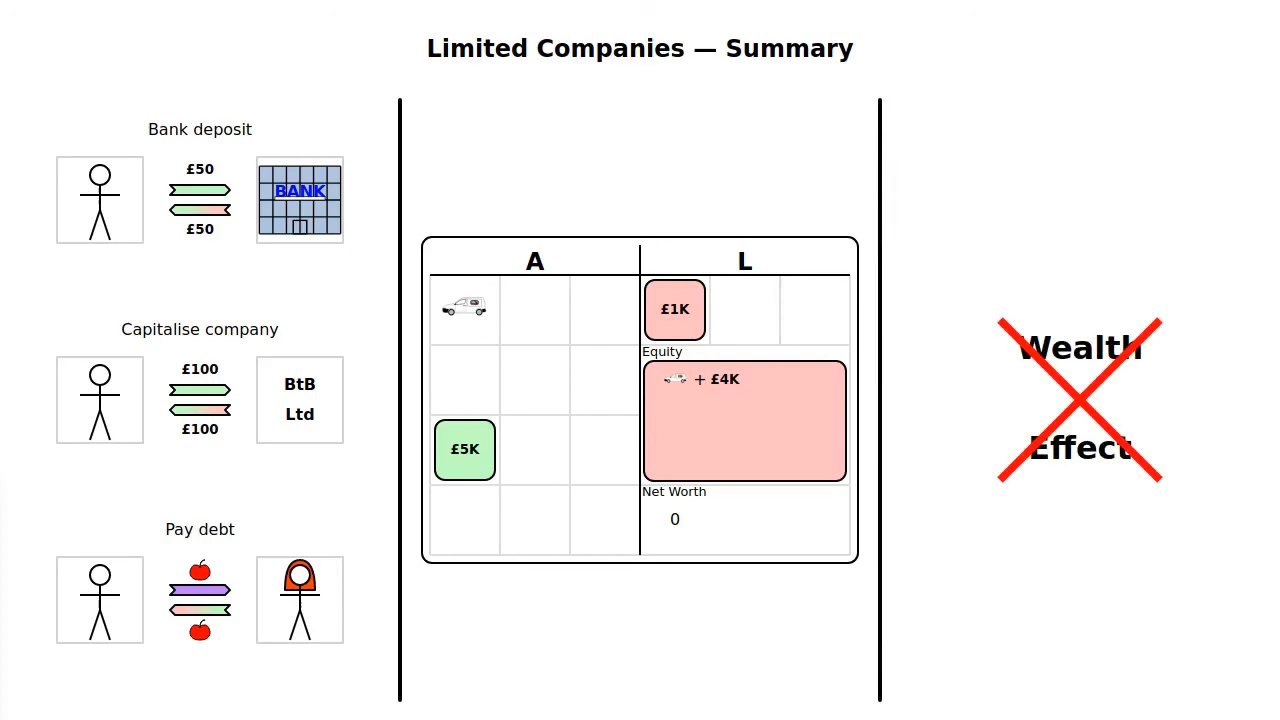 Limited Companies — Summary
Bank deposit
£50
BANK
£50
Capitalise company
£100
BtB
Ltd
£100
Pay debt
A
L
£1K
Equity
+ £4K
£5K
Net Worth
0
Wealth
Effect